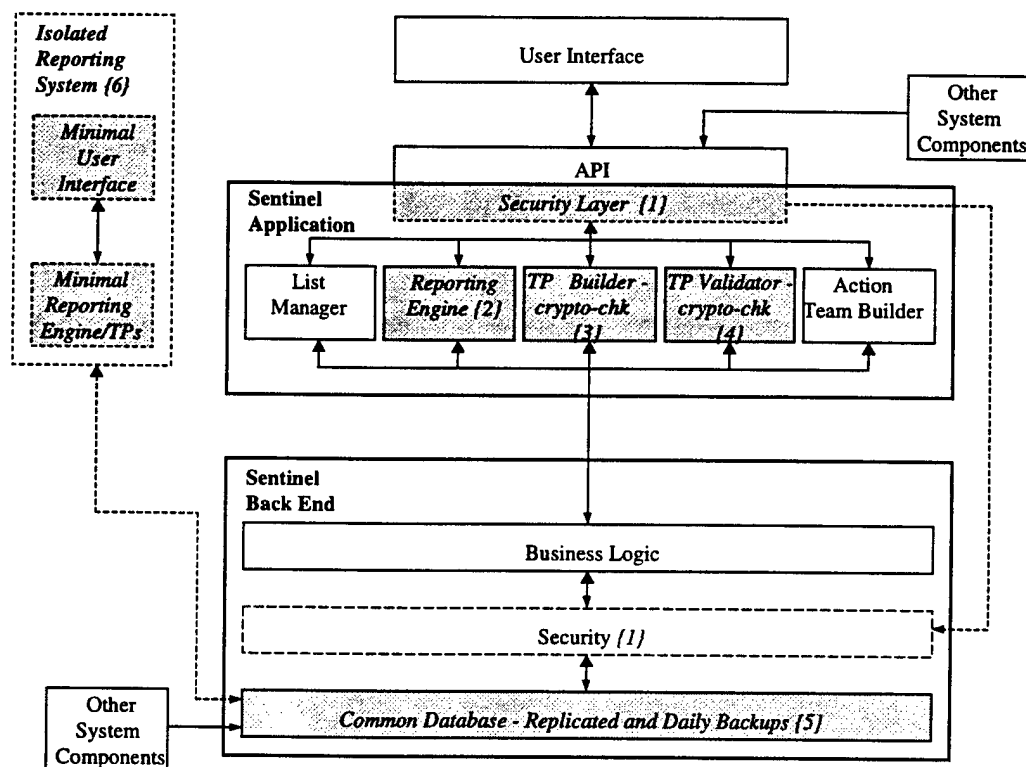 Isolated
Reporting
System {6}
Minimal
User
Interface
Minimal
Reporting
Engine/TPs
User Interface
Other
System
Components
API
Security Layer {1}
Sentinel
Application
List
Manager
Reporting
Engine {2}
TP Builder -
crypto-chk
{3}
TP Validator -
crypto-chk
{4}
Action
Team Builder
Sentinel
Back End
Business Logic
Security {1}
Common Database - Replicated and Daily Backups {5}
Other
System
Components